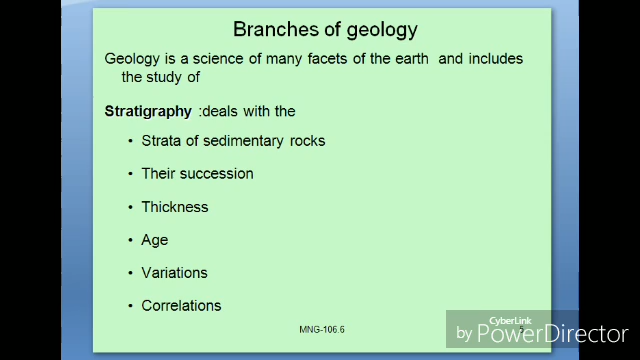 Branches of geology
Geology is a science of many facets of the earth and includes
the study of
Stratigraphy :deals with the
• Strata of sedimentary rocks
• Their succession
• Thickness
• Age
• Variations
• Correlations
MNG-106.6
CyberLink
by PowerDirector